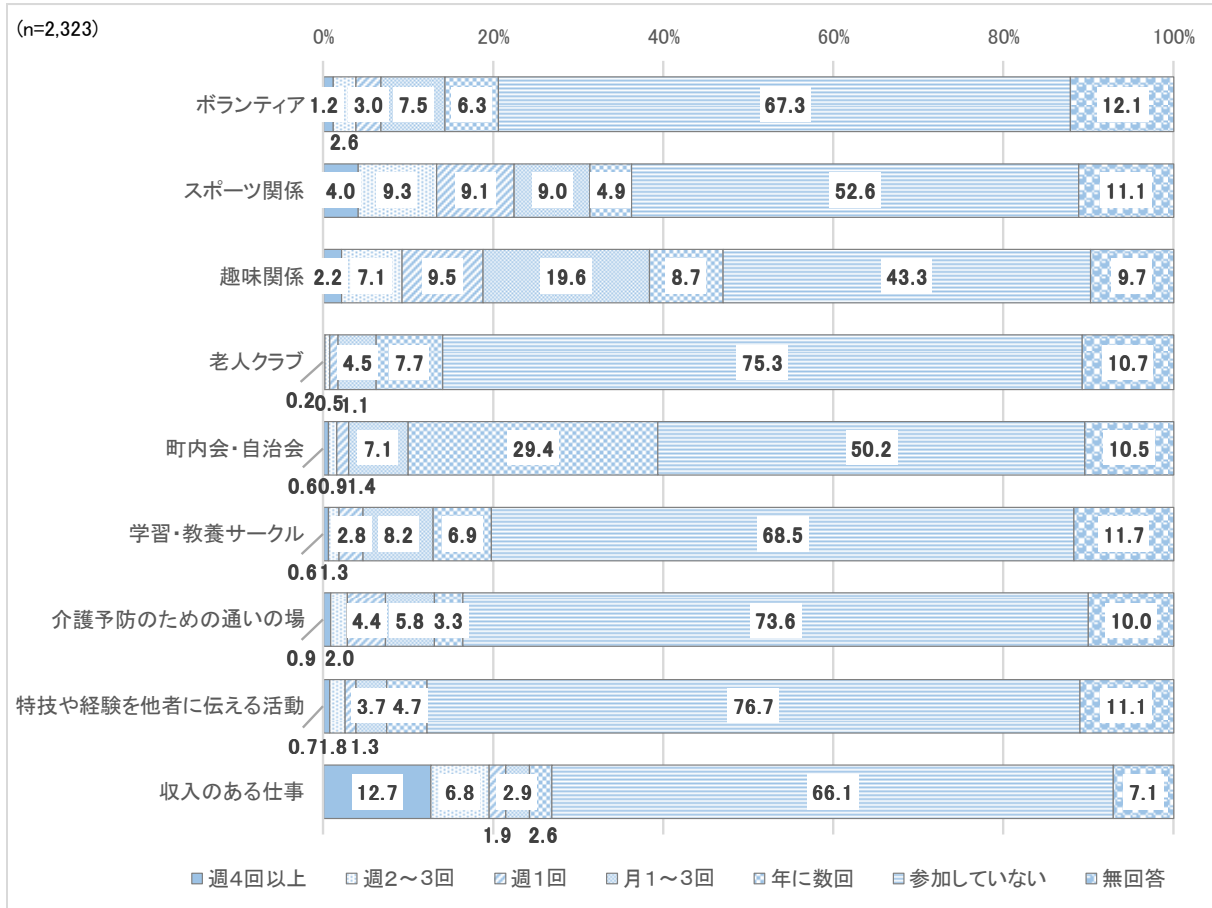 (n=2,323)
0% 20% 40% 60% 80% 100%
ボランティア 1.2 3.0 7.5 6.3 67.3 12.1
2.6
スポーツ関係 4.0 9.3 9.1 9.0 4.9 52.6 11.1
趣味関係 2.2 7.1 9.5 19.6 8.7 43.3 9.7
老人クラブ 4.5 7.7 75.3 10.7
0.2 0.5 1.1
町内会・自治会 7.1 29.4 50.2 10.5
0.6 0.9 1.4
学習・教養サークル 2.8 8.2 6.9 68.5 11.7
0.6 1.3
介護予防のための通いの場 4.4 5.8 3.3 73.6 10.0
0.9 2.0
特技や経験を他者に伝える活動 3.7 4.7 76.7 11.1
0.7 1.8 1.3
収入のある仕事 12.7 6.8 2.9 66.1 7.1
1.9 2.6
週4回以上 週2~3回 週1回 月1~3回 年に数回 参加していない 無回答